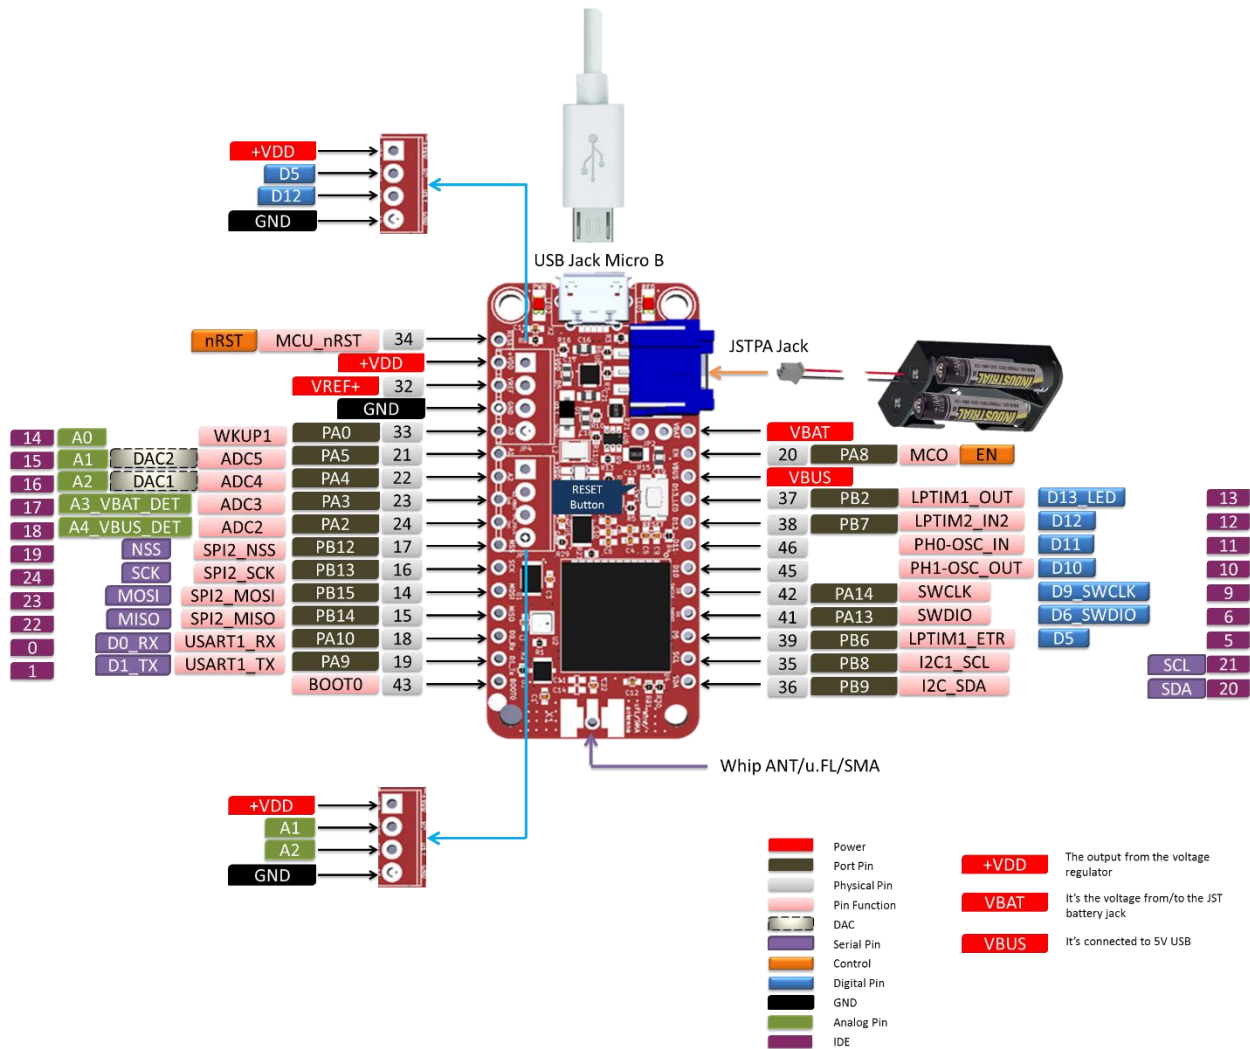 +VDD
D5
D12
GND
USB Jack Micro B
nRST MCU_nRST 34
+VDD
VREF+ 32
GND
14 A0 WKUP1 PA0 33
15 A1 DAC2 ADC5 PA5 21
16 A2 DAC1 ADC4 PA4 22
17 A3_VBAT_DET ADC3 PA3 23
18 A4_VBUS_DET ADC2 PA2 24
19 NSS SPI2_NSS PB12 17
24 SCK SPI2_SCK PB13 16
23 MOSI SPI2_MOSI PB15 14
22 MISO SPI2_MISO PB14 15
0 D0_RX USART1_RX PA10 18
1 D1_TX USART1_TX PA9 19
BOOT0 43
RESET
Button
JSTPA Jack
INDUSTRIAL
INDUSTRIAL
VBAT
20 PA8 MCO EN
VBUS
37 PB2 LPTIM1_OUT D13_LED 13
38 PB7 LPTIM2_IN2 D12 12
46 PH0-OSC_IN D11 11
45 PH1-OSC_OUT D10 10
42 PA14 SWCLK D9_SWCLK 9
41 PA13 SWDIO D6_SWDIO 6
39 PB6 LPTIM1_ETR D5 5
35 PB8 I2C1_SCL SCL 21
36 PB9 I2C_SDA SDA 20
Whip ANT/u.FL/SMA
+VDD
A1
A2
GND
Power
Port Pin
Physical Pin
Pin Function
DAC
Serial Pin
Control
Digital Pin
GND
Analog Pin
IDE
+VDD The output from the voltage
regulator
VBAT It's the voltage from/to the JST
battery jack
VBUS It's connected to 5V USB